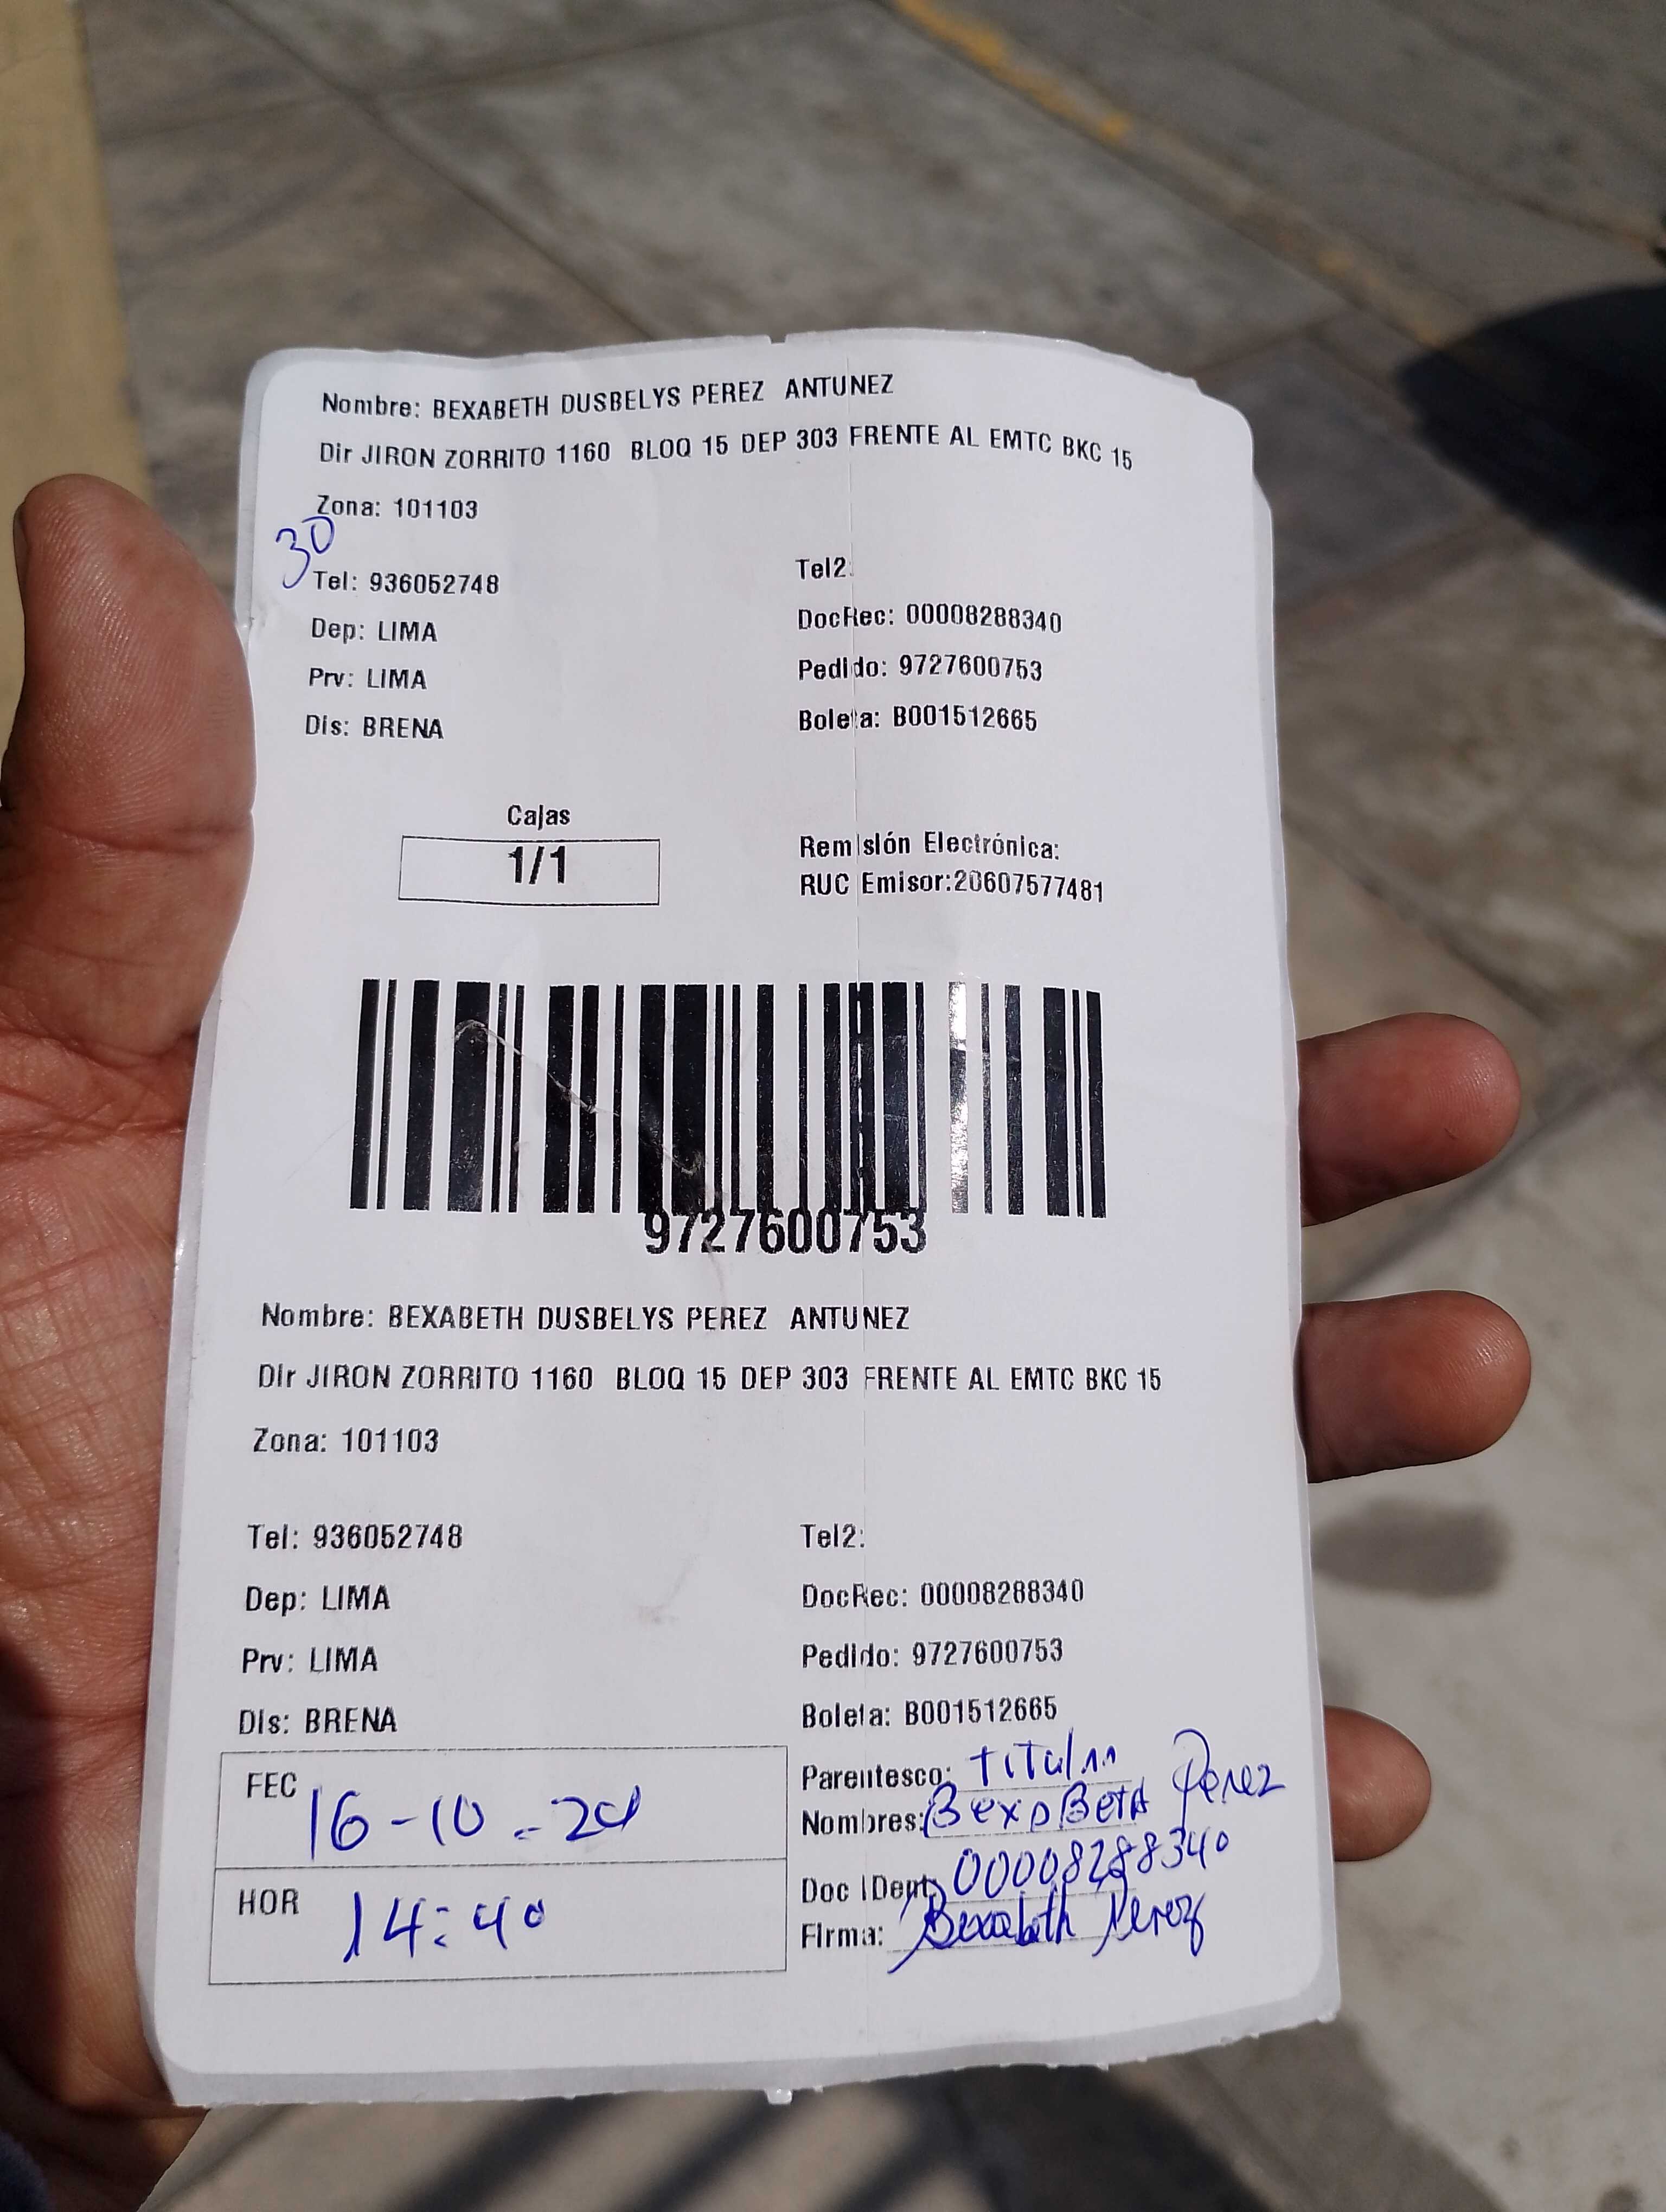 Nombre: BEXABETH DUSBELYS PEREZ ANTUNEZ
Dir JIRON ZORRITO 1160 BLOQ 15 DEP 303 FRENTE AL EMTC BKC 15
Zona: 101103
30
Tel: 936052748
Tel2:
Dep: LIMA
DocRec: 00008288340
Prv: LIMA
Pedido: 9727600753
Dis: BRENA
Boleta: B001512665
Cajas
1/1
Remisión Electrónica:
RUC Emisor:20607577481
9727600753
Nombre: BEXABETH DUSBELYS PEREZ ANTUNEZ
Dir JIRON ZORRITO 1160 BLOQ 15 DEP 303 FRENTE AL EMTC BKC 15
Zona: 101103
Tel: 936052748
Tel2:
Dep: LIMA
DocRec: 00008288340
Prv: LIMA
Pedido: 9727600753
Dis: BRENA
Boleta: B001512665
FEC 16-10-
Parentesco:
Nombres: BexaBeth Perez
HOR 14:40
Doc IDent: 00008288340
Firma: Bexabeth Perez